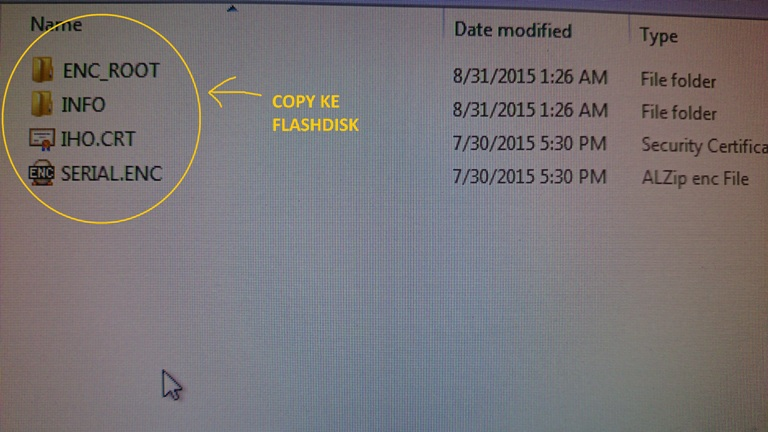 Name Date modified Type
ENC_ROOT 8/31/2015 1:26 AM File folder
INFO 8/31/2015 1:26 AM File folder
IHO.CRT 7/30/2015 5:30 PM Security Certifica
ENC SERIAL.ENC 7/30/2015 5:30 PM ALZip enc File
COPY KE
FLASHDISK